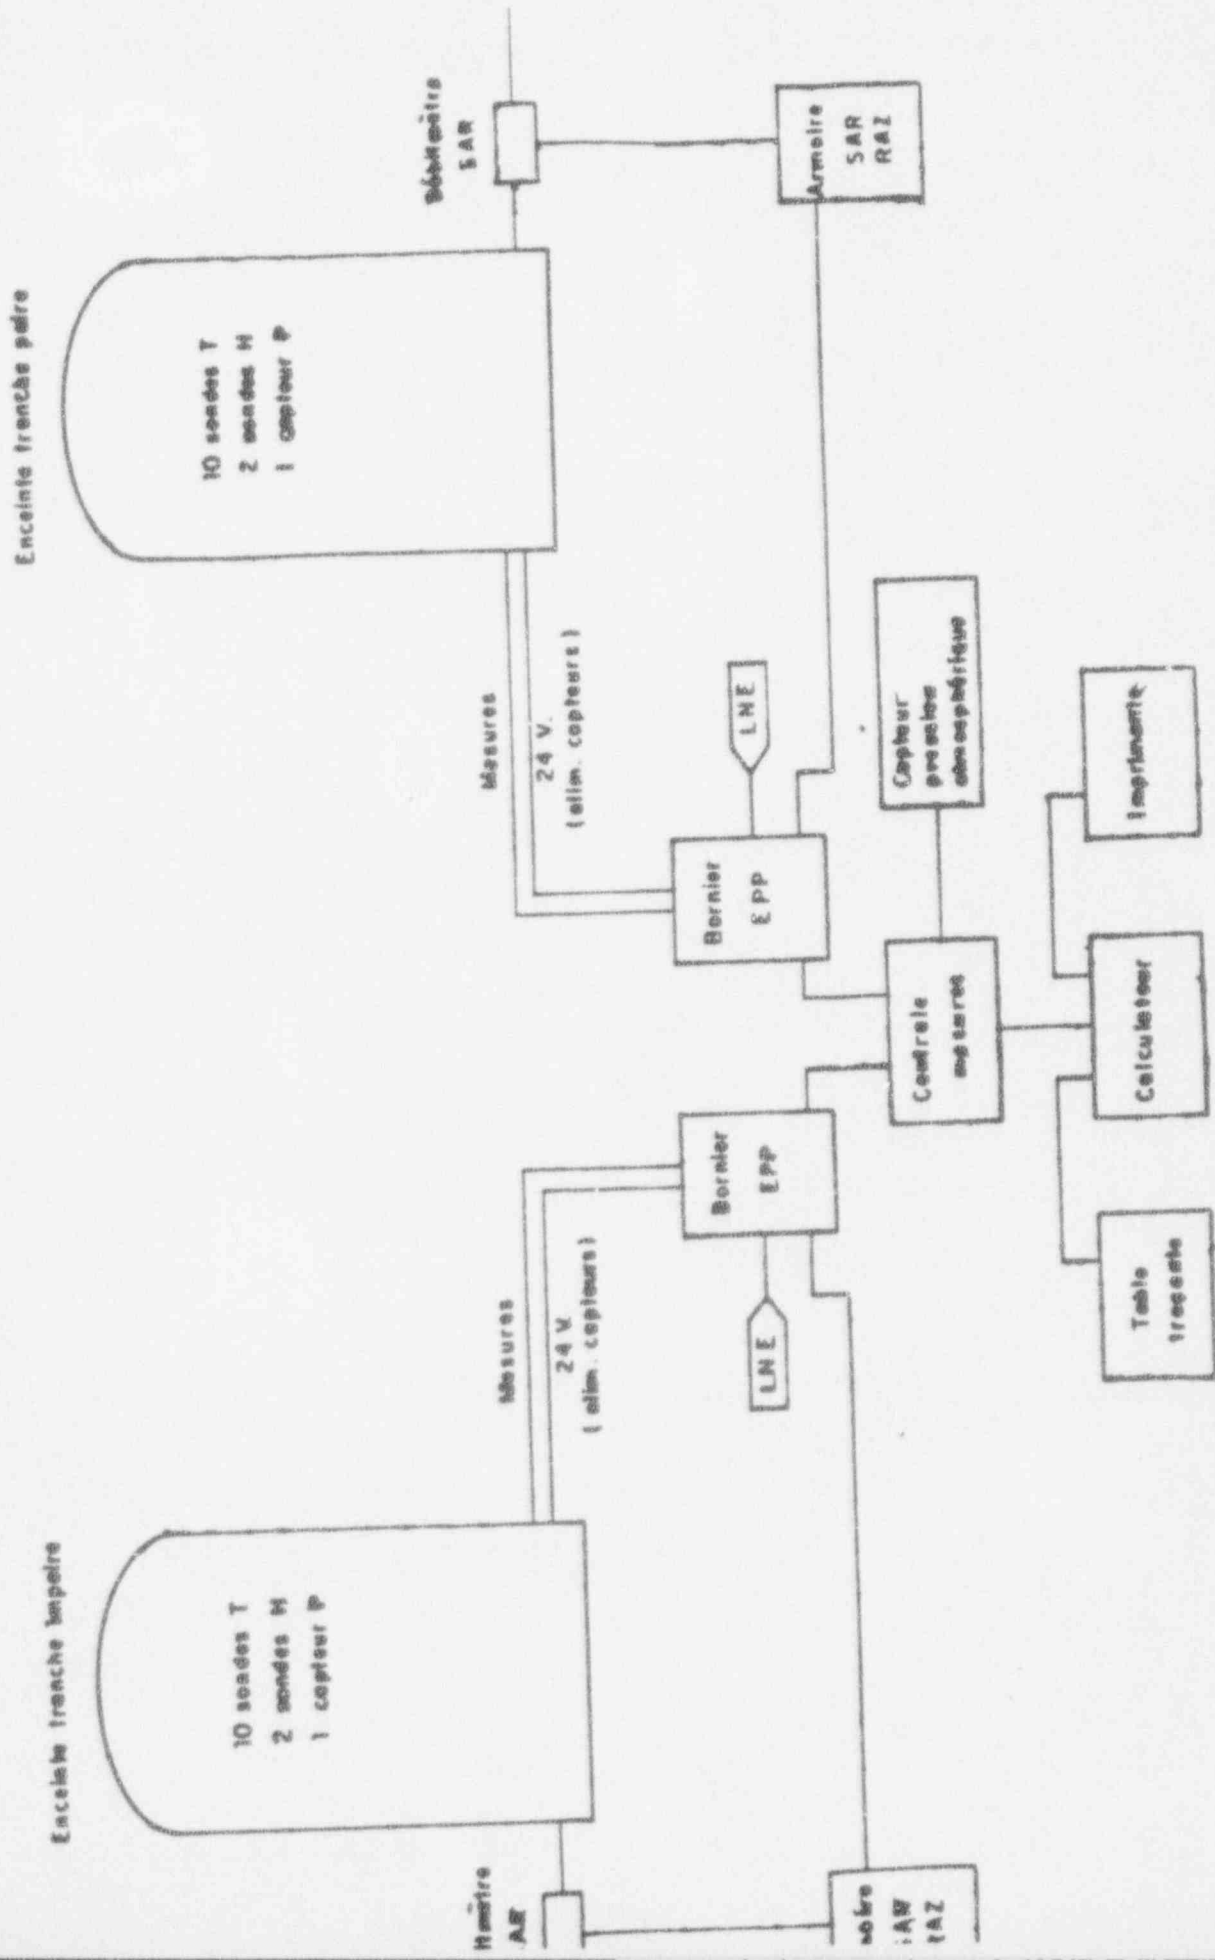 Enceinte tranche impaire
10 sondes T
2 sondes H
1 capteur P
Mesures
24 V.
(alim. capteurs)
LNE
Bornier
EPP
Enceinte tranche paire
10 sondes T
2 sondes H
1 capteur P
Mesures
24 V.
(alim. capteurs)
LNE
Bornier
EPP
SAR
Armoire
SAR
RAZ
Contrôle
mesures
Capteur
pression
atmosphérique
Table
traçante
Calculateur
Imprimante